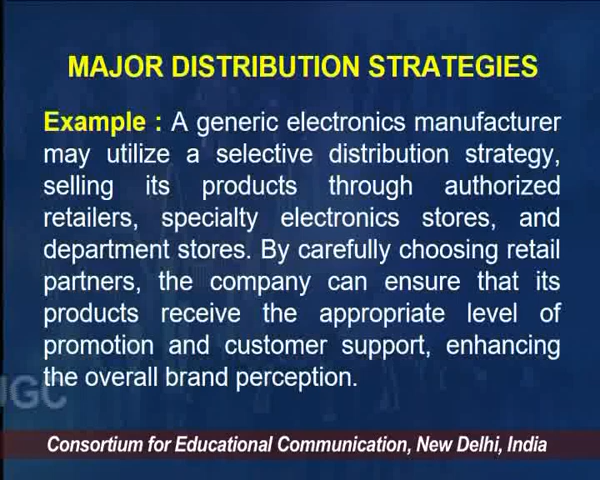 MAJOR DISTRIBUTION STRATEGIES
Example : A generic electronics manufacturer
may utilize a selective distribution strategy,
selling its products through authorized
retailers, specialty electronics stores, and
department stores. By carefully choosing retail
partners, the company can ensure that its
products receive the appropriate level of
promotion and customer support, enhancing
the overall brand perception.
UGC
Consortium for Educational Communication, New Delhi, India